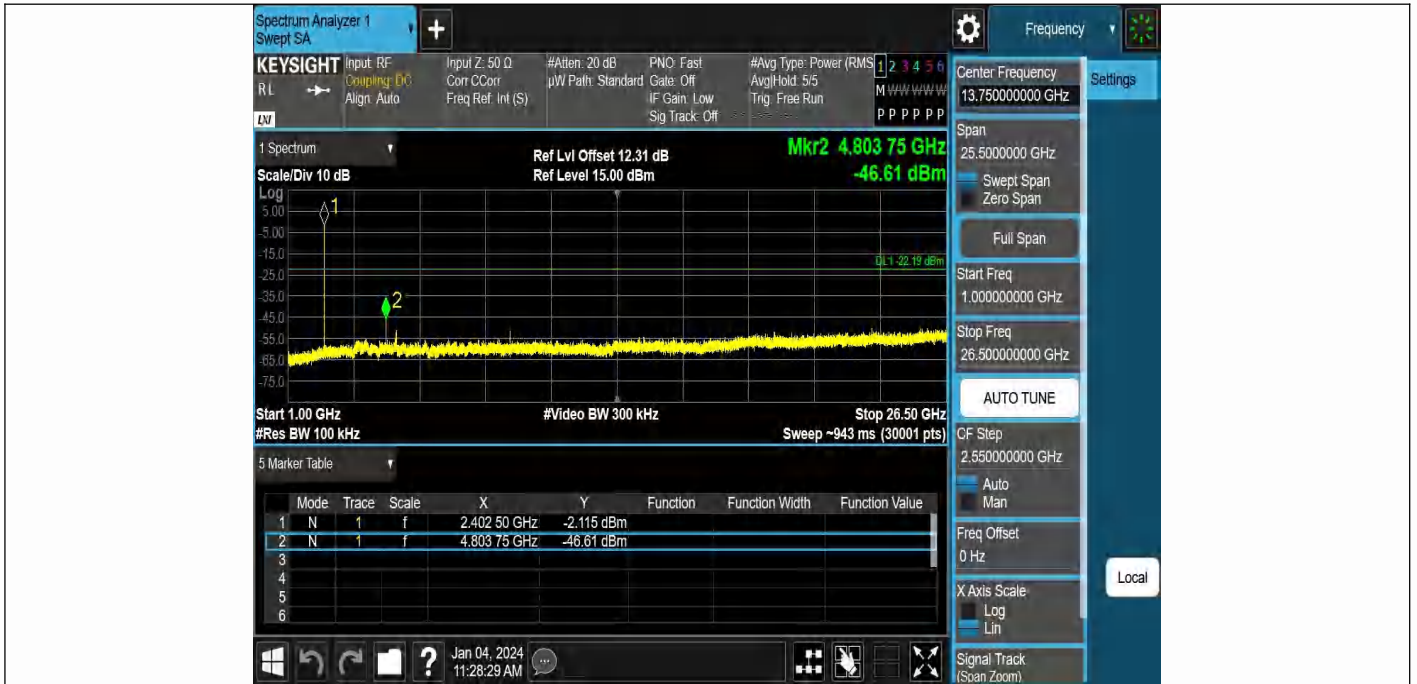 Spectrum Analyzer 1
Swept SA
Frequency
KEYSIGHT
RL
LXI
Input: RF
Coupling: DC
Align: Auto
Input Z: 50 Ω
Corr CCorr
Freq Ref: Int (S)
#Atten: 20 dB
µW Path: Standard
PNO: Fast
Gate: Off
IF Gain: Low
Sig Track: Off
#Avg Type: Power (RMS
Avg|Hold: 5/5
Trig: Free Run
1 2 3 4 5 6
M W W W W W
P P P P P P
1 Spectrum
Scale/Div 10 dB
Ref Lvl Offset 12.31 dB
Ref Level 15.00 dBm
Mkr2 4.803 75 GHz
-46.61 dBm
Log
5.00
-5.00
-15.0
-25.0
-35.0
-45.0
-55.0
-65.0
-75.0
1
2
DL1 -22.19 dBm
Start 1.00 GHz
#Video BW 300 kHz
Stop 26.50 GHz
#Res BW 100 kHz
Sweep ~943 ms (30001 pts)
5 Marker Table
Mode Trace Scale X Y Function Function Width Function Value
1 N 1 f 2.402 50 GHz -2.115 dBm
2 N 1 f 4.803 75 GHz -46.61 dBm
3
4
5
6
Jan 04, 2024
11:28:29 AM
Center Frequency
13.750000000 GHz
Settings
Span
25.5000000 GHz
Swept Span
Zero Span
Full Span
Start Freq
1.000000000 GHz
Stop Freq
26.500000000 GHz
AUTO TUNE
CF Step
2.550000000 GHz
Auto
Man
Freq Offset
0 Hz
X Axis Scale
Log
Lin
Local
Signal Track
(Span Zoom)